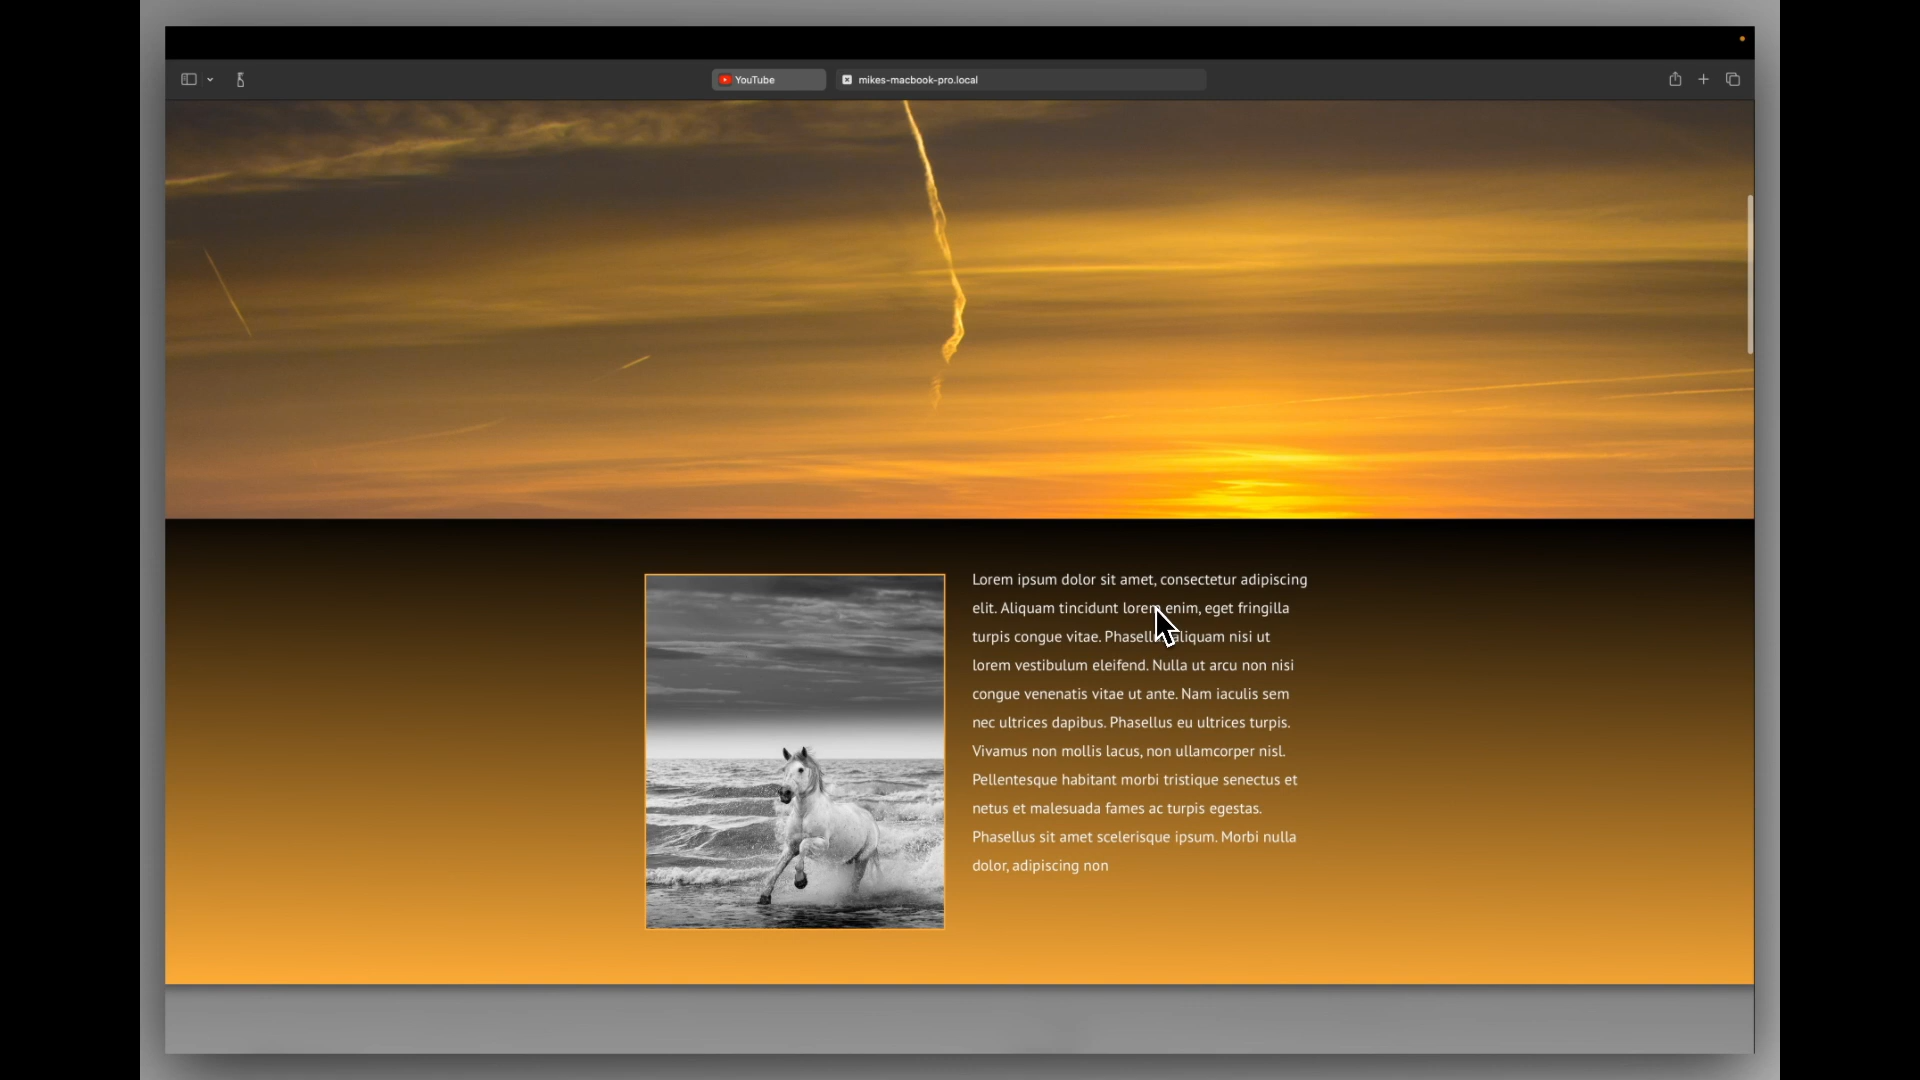 YouTube
mikes-macbook-pro.local
Lorem ipsum dolor sit amet, consectetur adipiscing
elit. Aliquam tincidunt lorem enim, eget fringilla
turpis congue vitae. Phasellus aliquam nisi ut
lorem vestibulum eleifend. Nulla ut arcu non nisi
congue venenatis vitae ut ante. Nam iaculis sem
nec ultrices dapibus. Phasellus eu ultrices turpis.
Vivamus non mollis lacus, non ullamcorper nisl.
Pellentesque habitant morbi tristique senectus et
netus et malesuada fames ac turpis egestas.
Phasellus sit amet scelerisque ipsum. Morbi nulla
dolor, adipiscing non